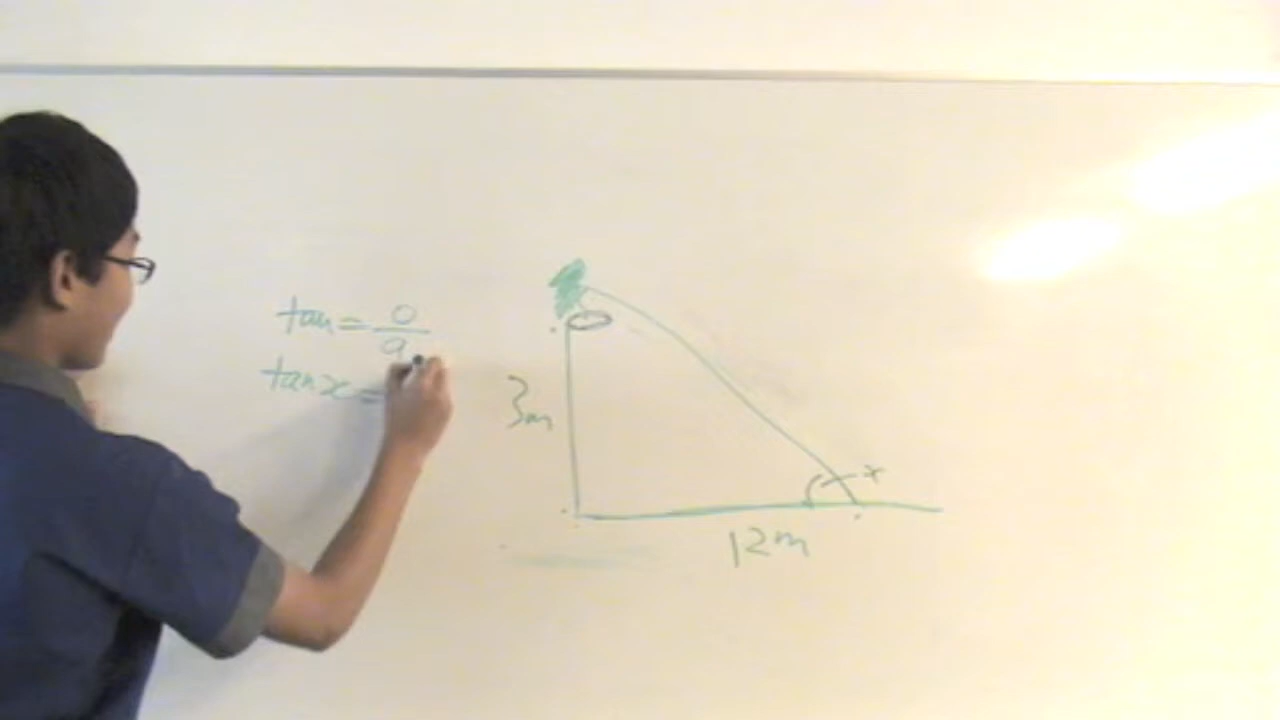 tan = o/a
tan x =
3m
x
12m